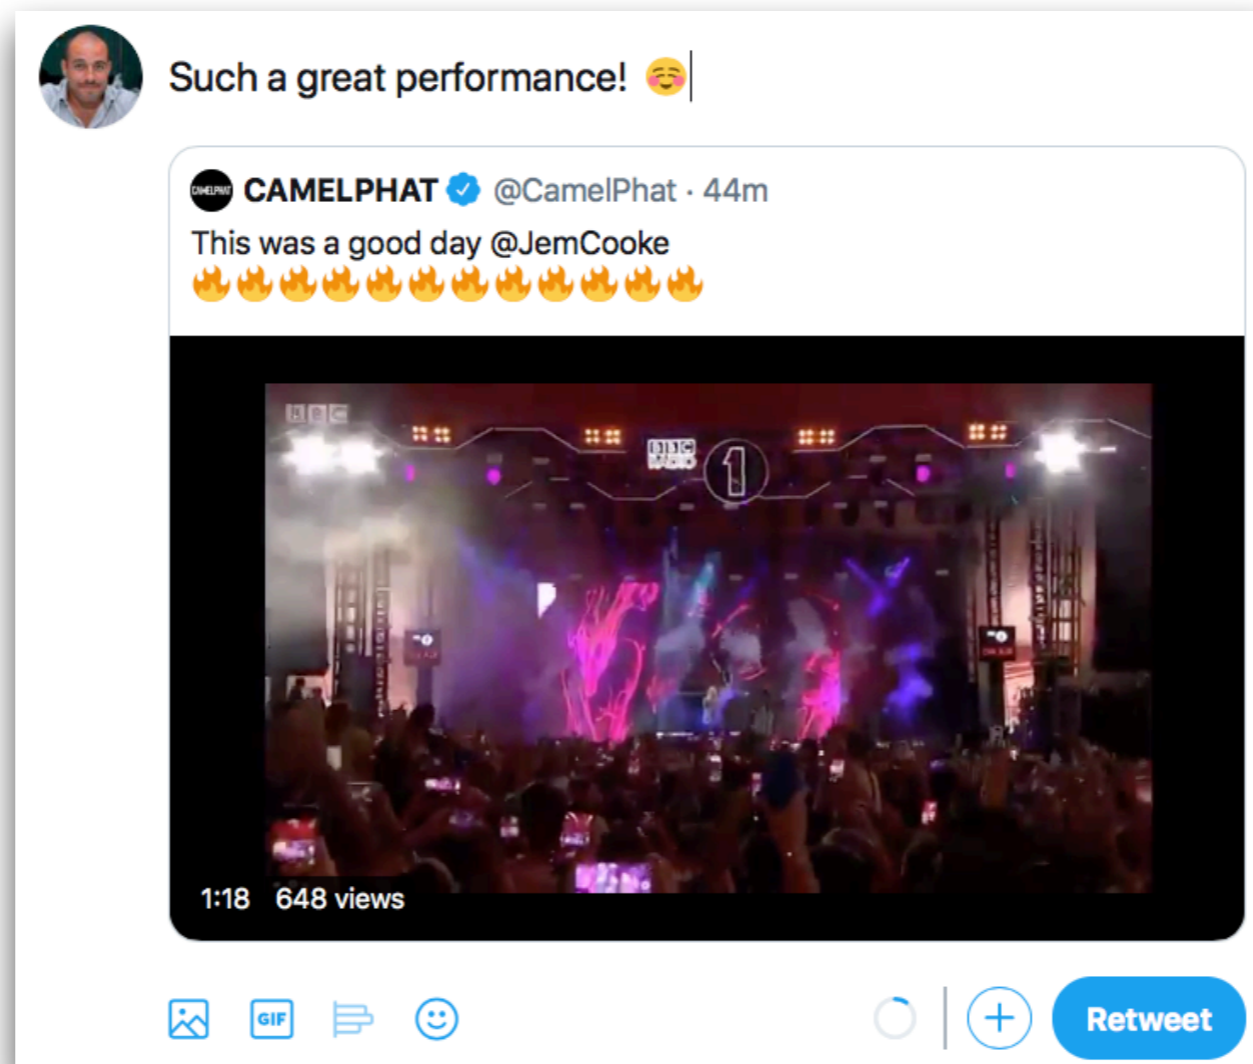 Such a great performance! ☺️
CAMELPHAT CAMELPHAT @CamelPhat · 44m
This was a good day @JemCooke
🔥🔥🔥🔥🔥🔥🔥🔥🔥🔥🔥🔥
BBC
BBC RADIO 1
1:18 648 views
GIF
Retweet